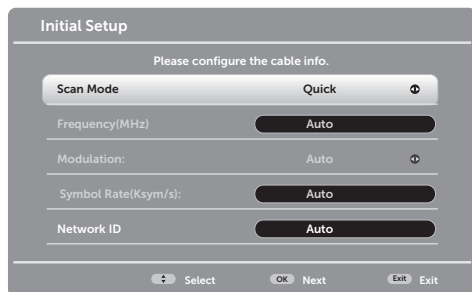 Initial Setup
Please configure the cable info.
Scan Mode Quick
Frequency(MHz) Auto
Modulation: Auto
Symbol Rate(Ksym/s): Auto
Network ID Auto
Select OK Next Exit Exit